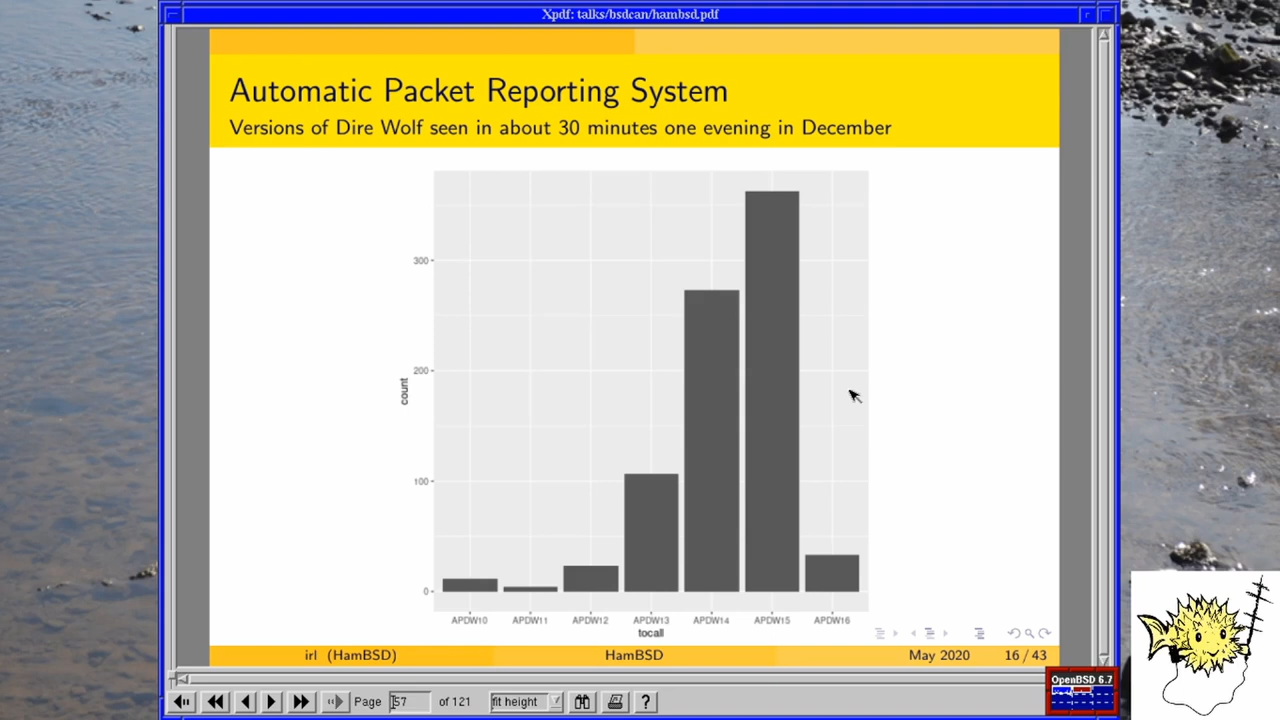 Xpdf: talks/bsdcan/hambsd.pdf
Automatic Packet Reporting System
Versions of Dire Wolf seen in about 30 minutes one evening in December
300
200
100
0
count
APDW10 APDW11 APDW12 APDW13 APDW14 APDW15 APDW16
tocall
irl (HamBSD) HamBSD May 2020 16 / 43
Page 57 of 121 fit height ?
OpenBSD 6.7